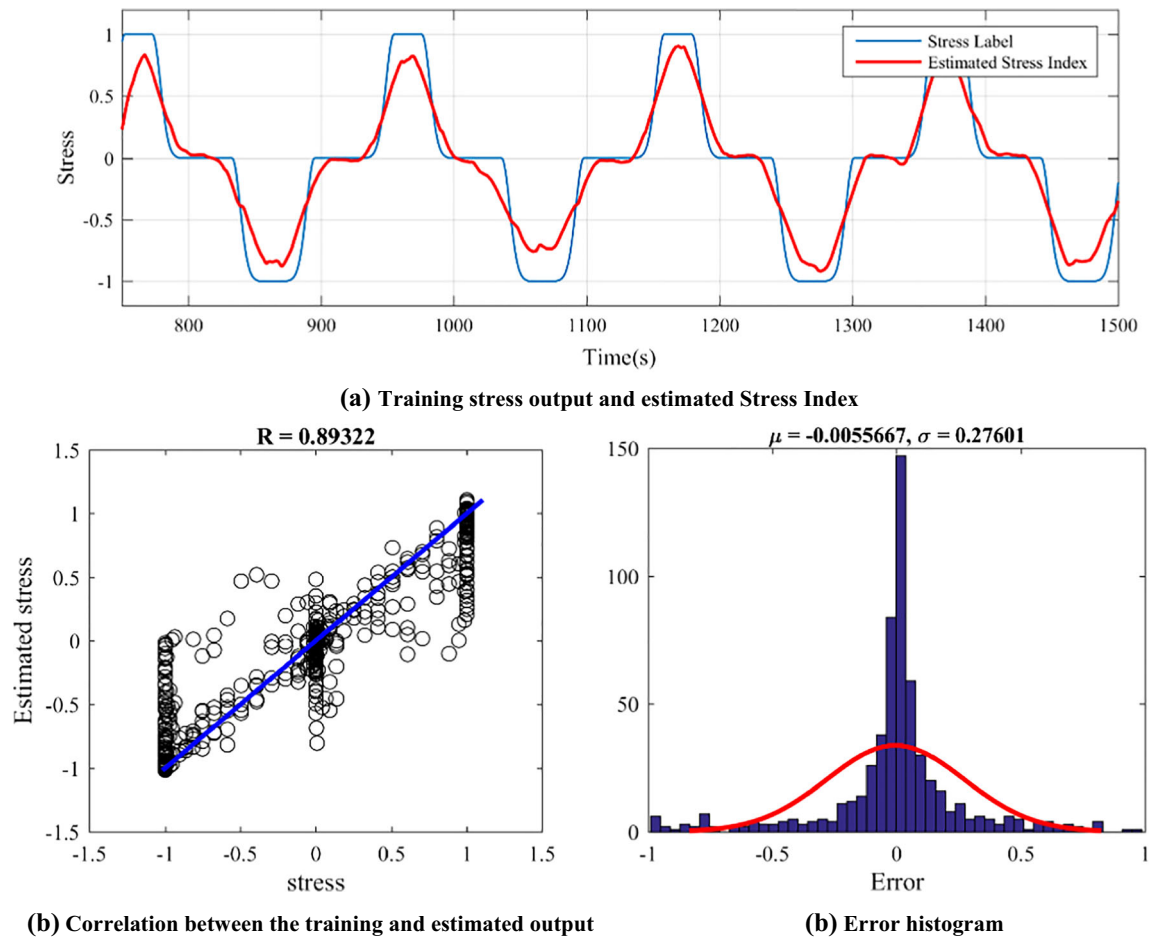 Stress Label
Estimated Stress Index
Stress
1
0.5
0
-0.5
-1
800 900 1000 1100 1200 1300 1400 1500
Time(s)
(a) Training stress output and estimated Stress Index
R = 0.89322
Estimated stress
1.5
1
0.5
0
-0.5
-1
-1.5
-1.5 -1 -0.5 0 0.5 1 1.5
stress
(b) Correlation between the training and estimated output
μ = -0.0055667, σ = 0.27601
150
100
50
0
-1 -0.5 0 0.5 1
Error
(b) Error histogram